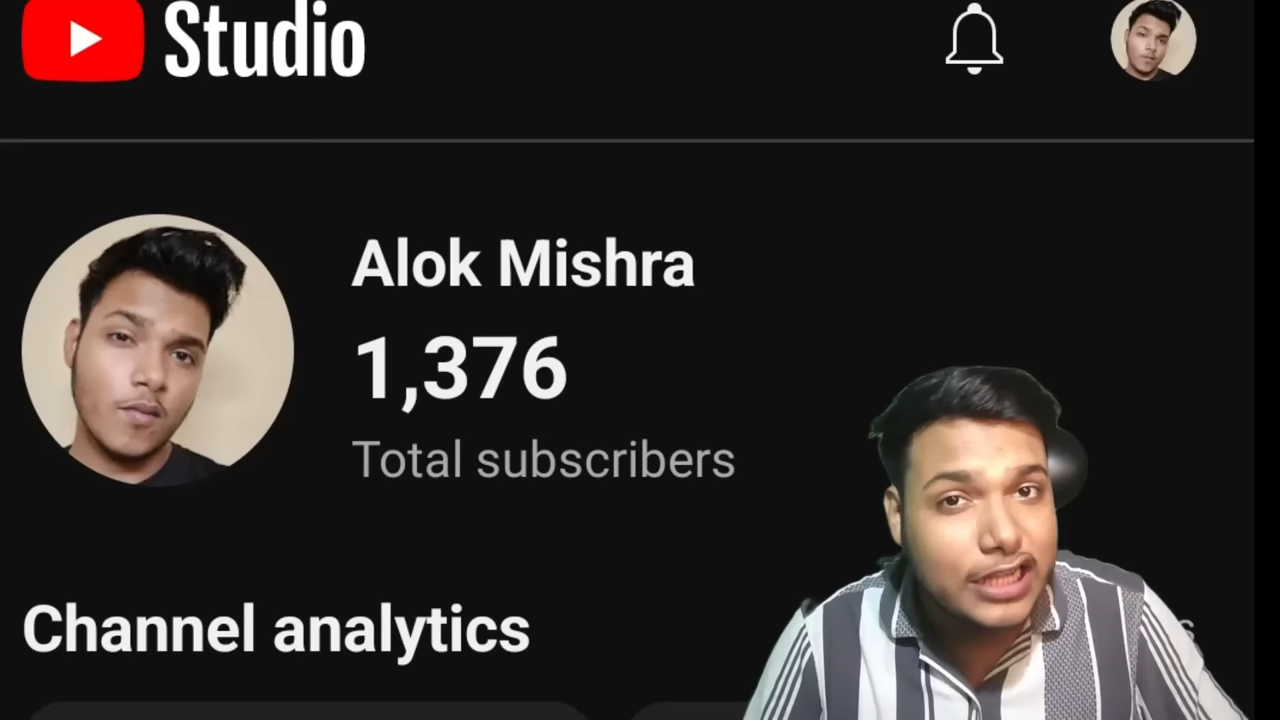 Studio
Alok Mishra
1,376
Total subscribers
Channel analytics